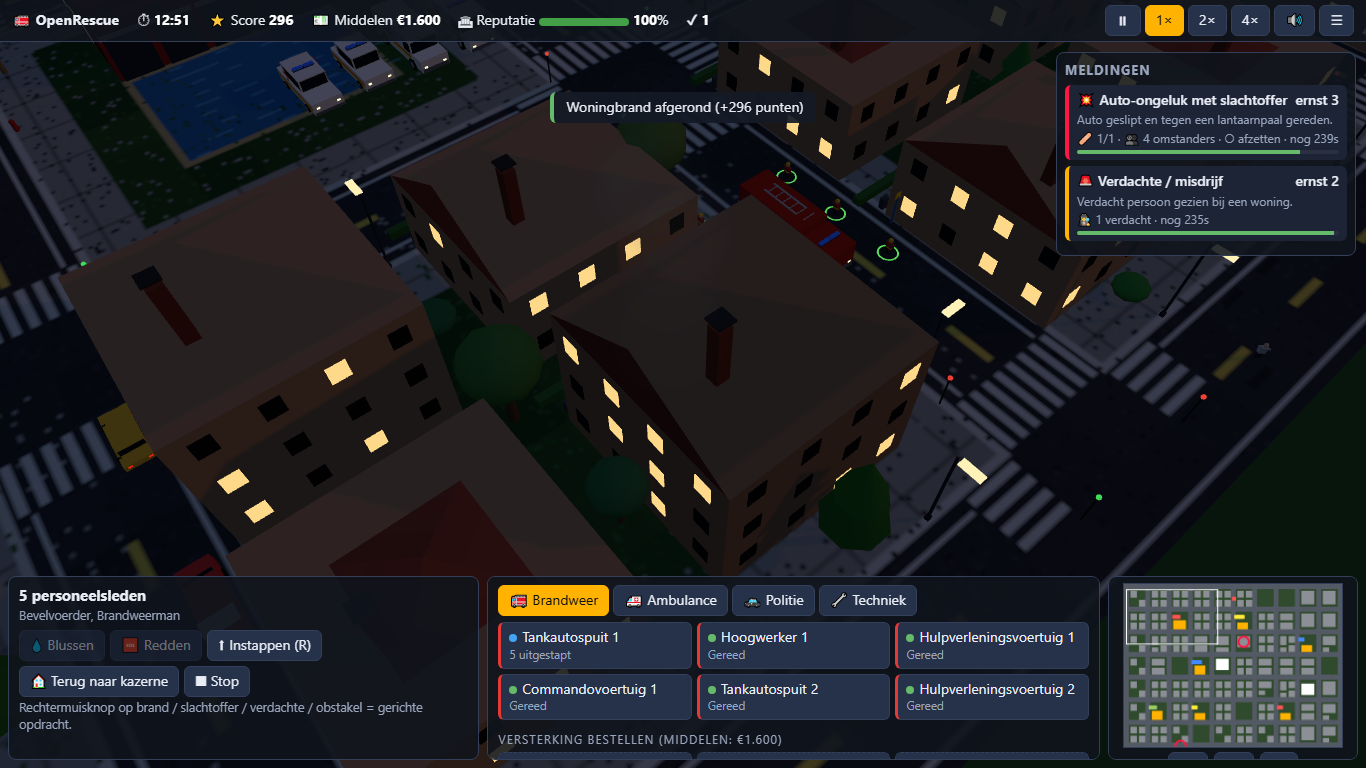 OpenRescue 12:51 Score 296 Middelen €1.600 Reputatie 100% ✓ 1
1× 2× 4×
MELDINGEN
Auto-ongeluk met slachtoffer ernst 3
Auto geslipt en tegen een lantaarnpaal gereden.
1/1 · 4 omstanders · afzetten · nog 239s
Verdachte / misdrijf ernst 2
Verdacht persoon gezien bij een woning.
1 verdacht · nog 235s
Woningbrand afgerond (+296 punten)
5 personeelsleden
Bevelvoerder, Brandweerman
Blussen Redden Instappen (R)
Terug naar kazerne Stop
Rechtermuisknop op brand / slachtoffer / verdachte / obstakel = gerichte
opdracht.
Brandweer Ambulance Politie Techniek
Tankautospuit 1 Hoogwerker 1 Hulpverleningsvoertuig 1
5 uitgestapt Gereed Gereed
Commandovoertuig 1 Tankautospuit 2 Hulpverleningsvoertuig 2
Gereed Gereed Gereed
VERSTERKING BESTELLEN (MIDDELEN: €1.600)